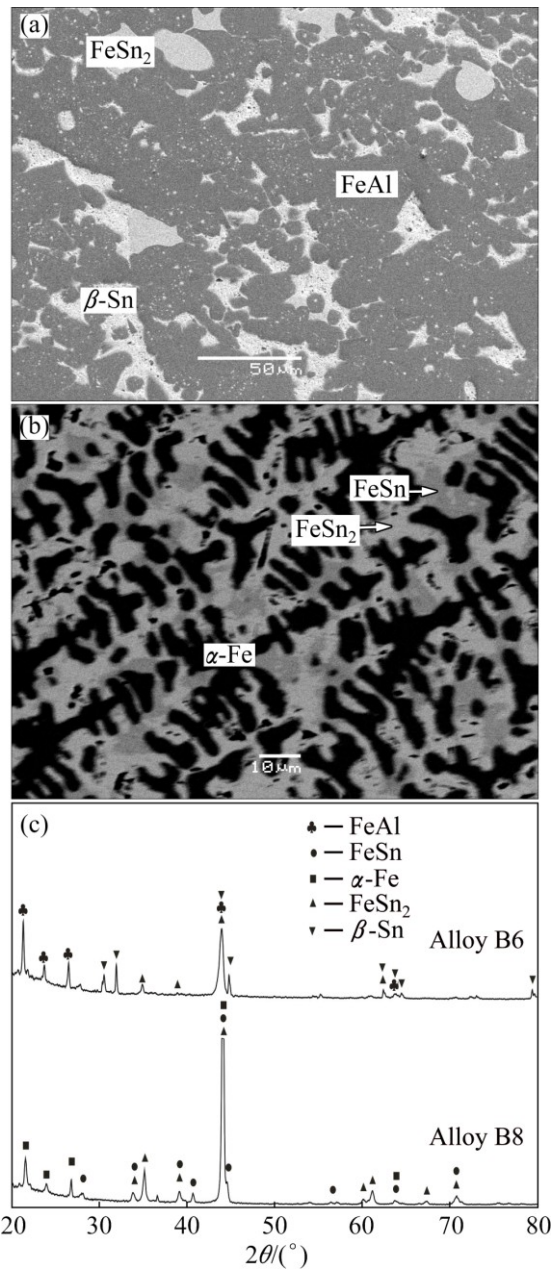 (a)
FeSn₂
FeAl
β-Sn
50μm
(b)
FeSn
FeSn₂
α-Fe
10μm
(c)
♣ — FeAl
● — FeSn
■ — α-Fe
▲ — FeSn₂
▼ — β-Sn
Alloy B6
Alloy B8
20 30 40 50 60 70 80
2θ/(°)